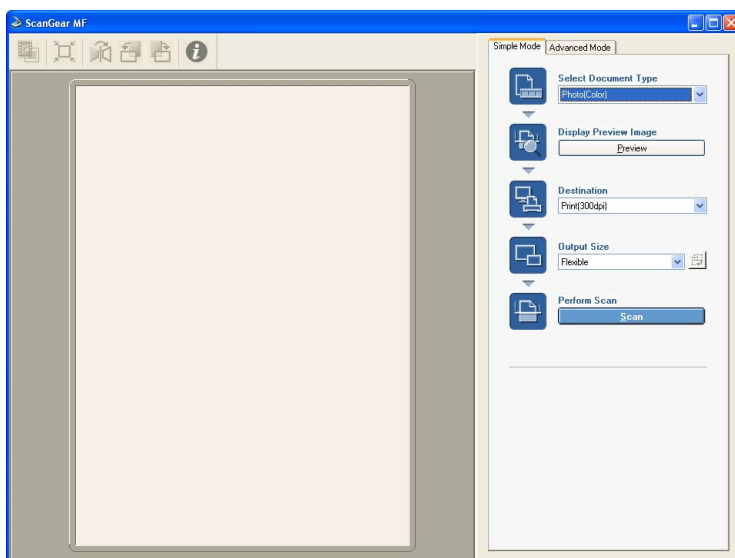 ScanGear MF
Simple Mode
Advanced Mode
Select Document Type
Photo(Color)
Display Preview Image
Preview
Destination
Print(300dpi)
Output Size
Flexible
Perform Scan
Scan